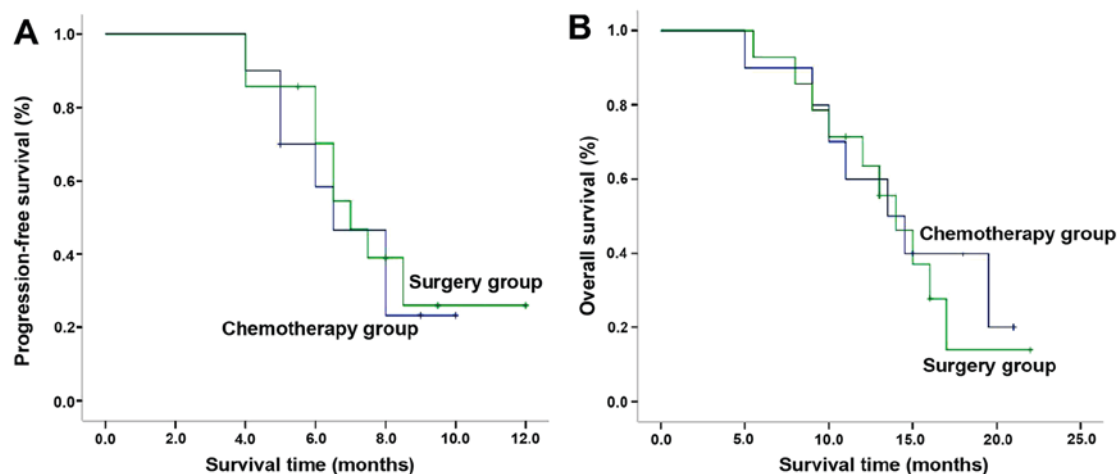 A
Progression-free survival (%)
1.0
0.8
0.6
0.4
0.2
0.0
Surgery group
Chemotherapy group
0.0 2.0 4.0 6.0 8.0 10.0 12.0
Survival time (months)
B
Overall survival (%)
1.0
0.8
0.6
0.4
0.2
0.0
Chemotherapy group
Surgery group
0.0 5.0 10.0 15.0 20.0 25.0
Survival time (months)